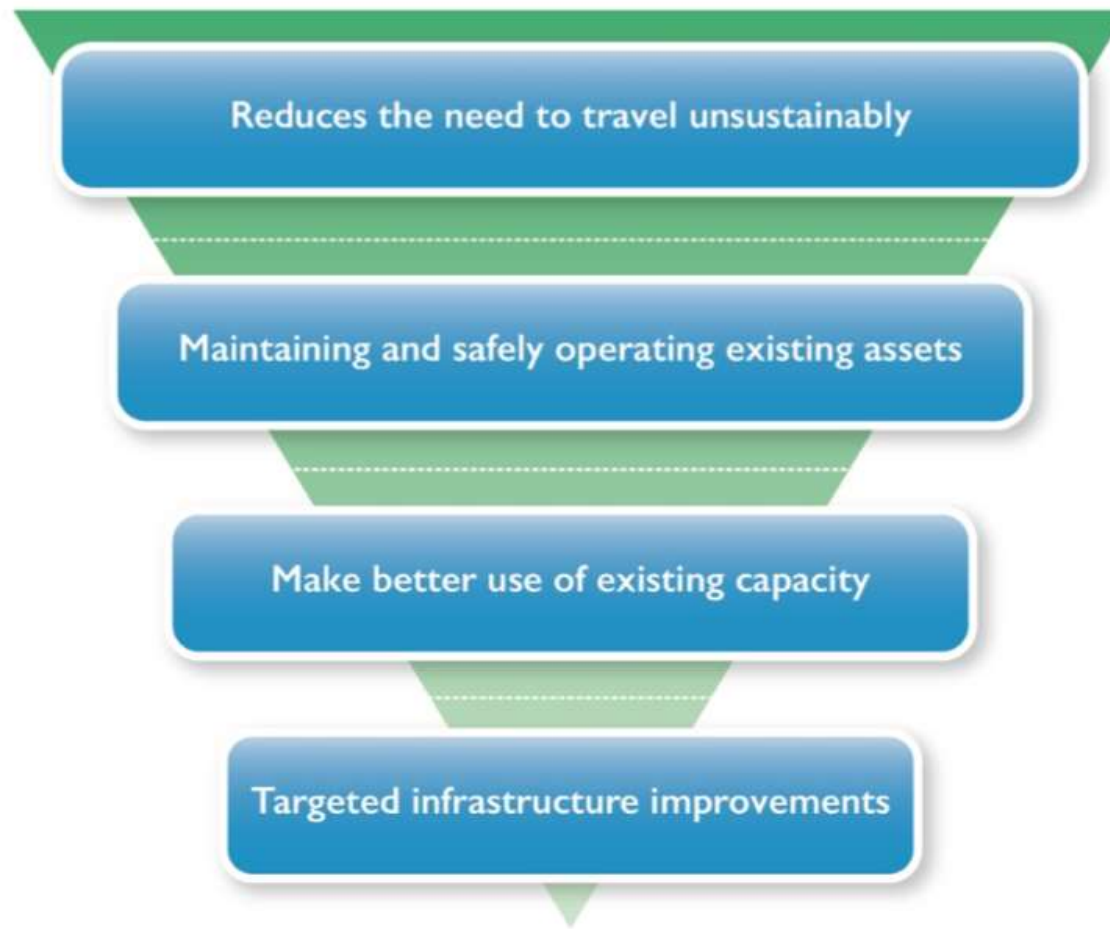 Reduces the need to travel unsustainably
Maintaining and safely operating existing assets
Make better use of existing capacity
Targeted infrastructure improvements